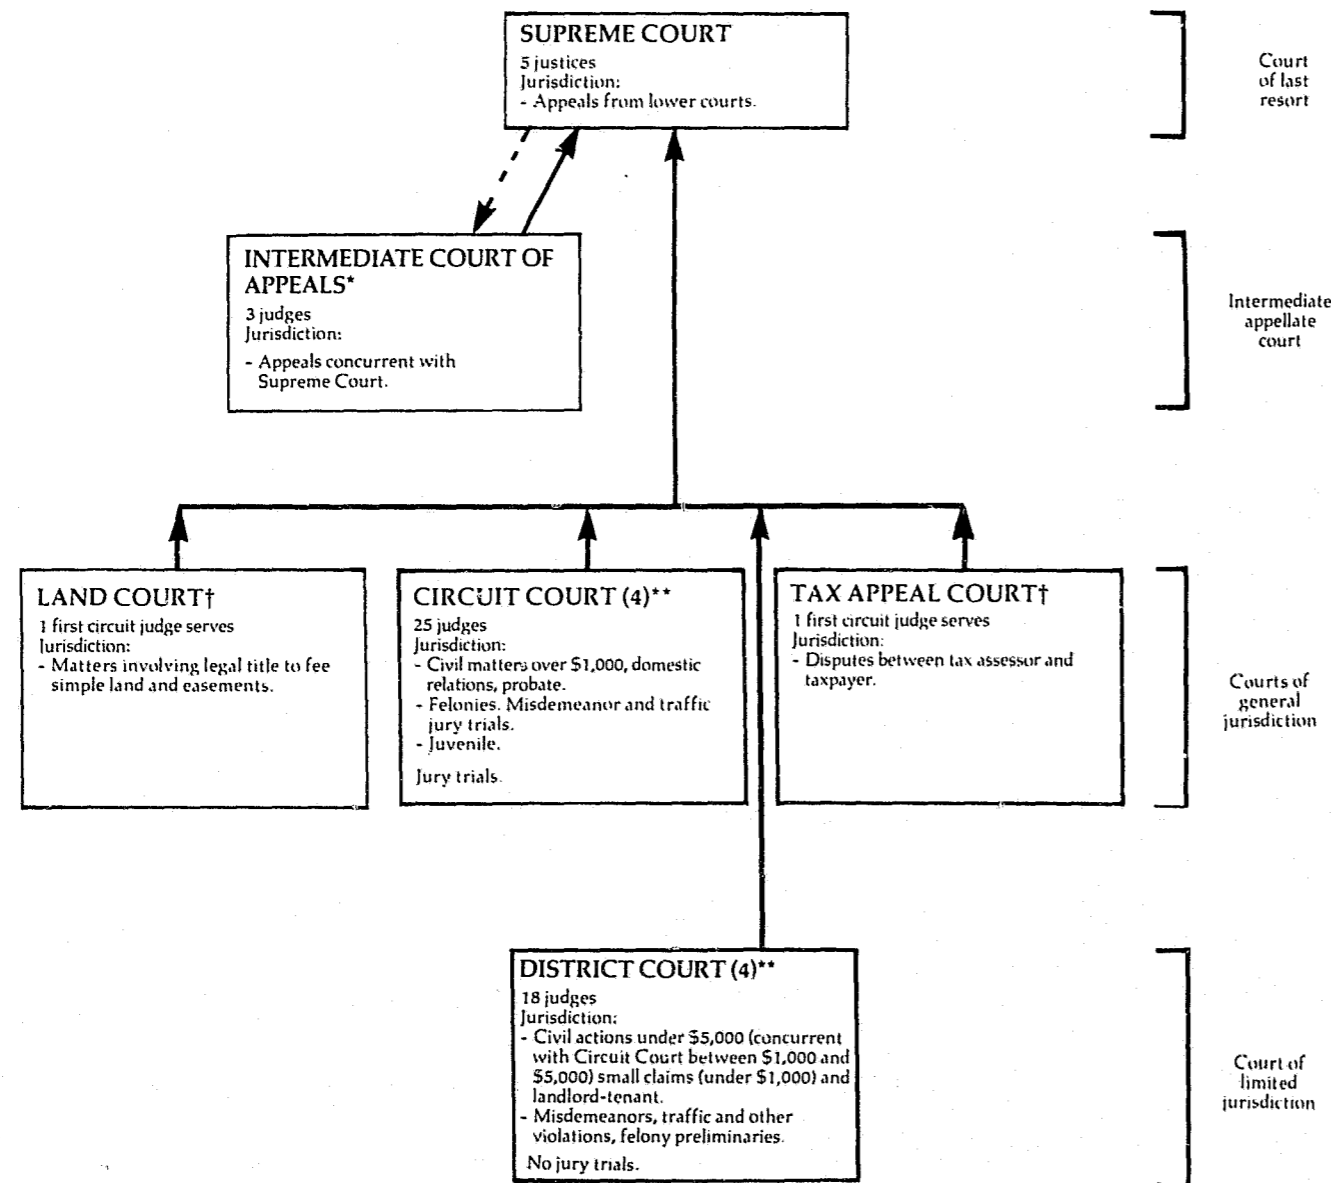 SUPREME COURT
5 justices
Jurisdiction:
- Appeals from lower courts.
Court
of last
resort
INTERMEDIATE COURT OF
APPEALS*
3 judges
Jurisdiction:
- Appeals concurrent with
Supreme Court.
Intermediate
appellate
court
LAND COURT†
1 first circuit judge serves
Jurisdiction:
- Matters involving legal title to fee
simple land and easements.
CIRCUIT COURT (4)**
25 judges
Jurisdiction:
- Civil matters over $1,000, domestic
relations, probate.
- Felonies. Misdemeanor and traffic
jury trials.
- Juvenile.
Jury trials.
TAX APPEAL COURT†
1 first circuit judge serves
Jurisdiction:
- Disputes between tax assessor and
taxpayer.
Courts of
general
jurisdiction
DISTRICT COURT (4)**
18 judges
Jurisdiction:
- Civil actions under $5,000 (concurrent
with Circuit Court between $1,000 and
$5,000) small claims (under $1,000) and
landlord-tenant.
- Misdemeanors, traffic and other
violations, felony preliminaries.
No jury trials.
Court of
limited
jurisdiction